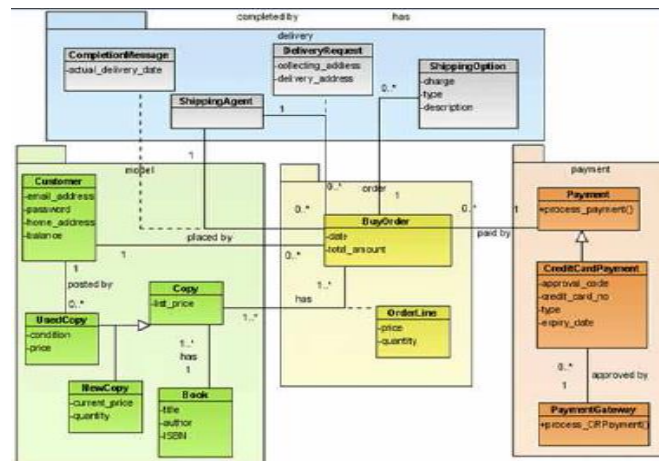 completed by
has
delivery
CompletionMessage
-actual_delivery_date
DeliveryRequest
-collecting_address
-delivery_address
ShippingOption
-charge
-type
-description
ShippingAgent
1
0..*
1
model
order
payment
Customer
-email_address
-password
-home_address
-balance
0..*
0..*
1
0..*
1
BuyOrder
-date
-total_amount
paid by
Payment
+process_payment()
1
placed by
0..*
1
posted by
0..*
Copy
-list_price
1..*
has
1..*
CreditCardPayment
-approval_code
-credit_card_no
-type
-expiry_date
UsedCopy
-condition
-price
OrderLine
-price
-quantity
1..*
has
1
NewCopy
-current_price
-quantity
Book
-title
-author
-ISBN
0..*
approved by
1
PaymentGateway
+process_CRPayment()